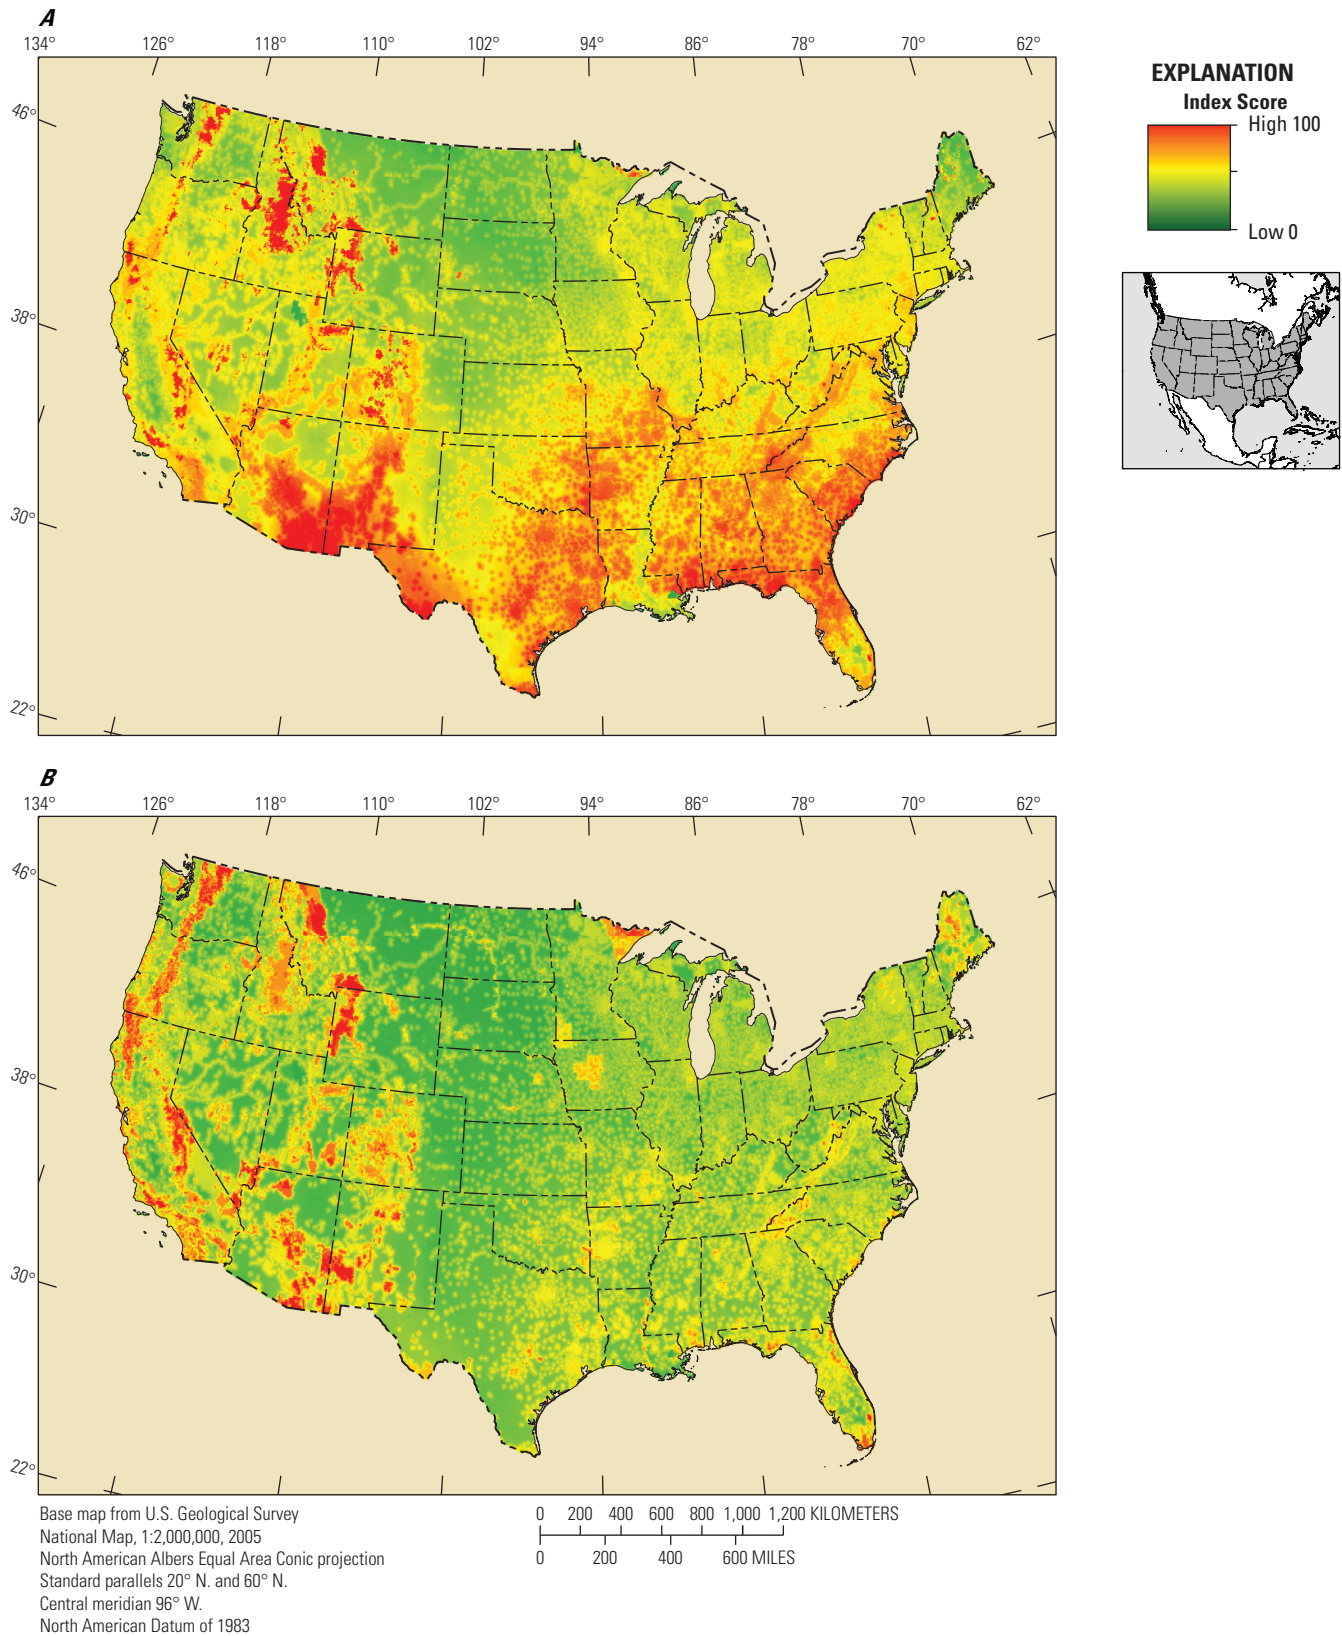 A
134° 126° 118° 110° 102° 94° 86° 78° 70° 62°
46°
38°
30°
22°
EXPLANATION
Index Score
High 100
Low 0
B
134° 126° 118° 110° 102° 94° 86° 78° 70° 62°
46°
38°
30°
22°
Base map from U.S. Geological Survey
National Map, 1:2,000,000, 2005
North American Albers Equal Area Conic projection
Standard parallels 20° N. and 60° N.
Central meridian 96° W.
North American Datum of 1983
0 200 400 600 800 1,000 1,200 KILOMETERS
0 200 400 600 MILES